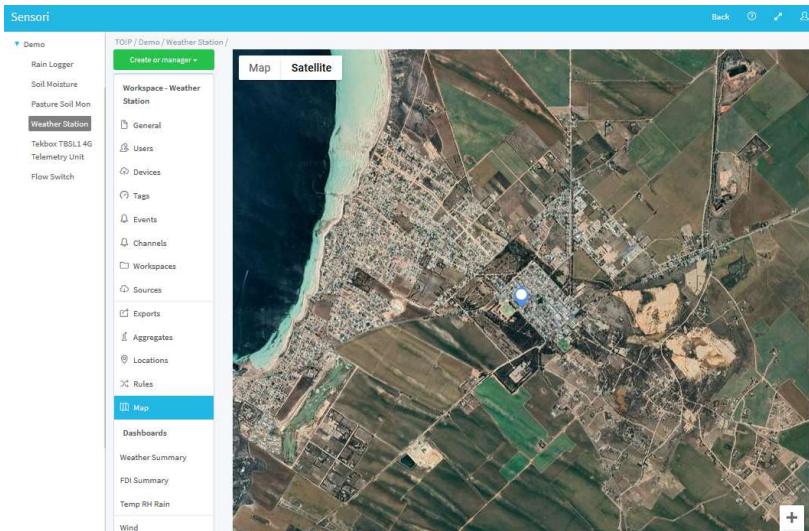 Sensori
Back
Demo
Rain Logger
Soil Moisture
Pasture Soil Mon
Weather Station
Tekbox TBSL1 4G
Telemetry Unit
Flow Switch
TOIP / Demo / Weather Station /
Create or manager
Workspace - Weather
Station
General
Users
Devices
Tags
Events
Channels
Workspaces
Sources
Exports
Aggregates
Locations
Rules
Map
Dashboards
Weather Summary
FDI Summary
Temp RH Rain
Wind
Map Satellite